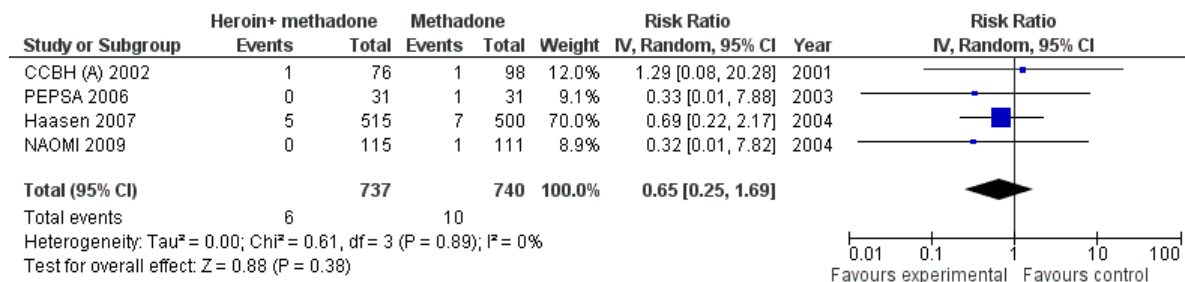 Heroin+ methadone Methadone Risk Ratio Risk Ratio
Study or Subgroup Events Total Events Total Weight IV, Random, 95% CI Year IV, Random, 95% CI
CCBH (A) 2002 1 76 1 98 12.0% 1.29 [0.08, 20.28] 2001
PEPSA 2006 0 31 1 31 9.1% 0.33 [0.01, 7.88] 2003
Haasen 2007 5 515 7 500 70.0% 0.69 [0.22, 2.17] 2004
NAOMI 2009 0 115 1 111 8.9% 0.32 [0.01, 7.82] 2004
Total (95% CI) 737 740 100.0% 0.65 [0.25, 1.69]
Total events 6 10
Heterogeneity: Tau² = 0.00; Chi² = 0.61, df = 3 (P = 0.89); I² = 0%
Test for overall effect: Z = 0.88 (P = 0.38)
0.01 0.1 1 10 100
Favours experimental Favours control